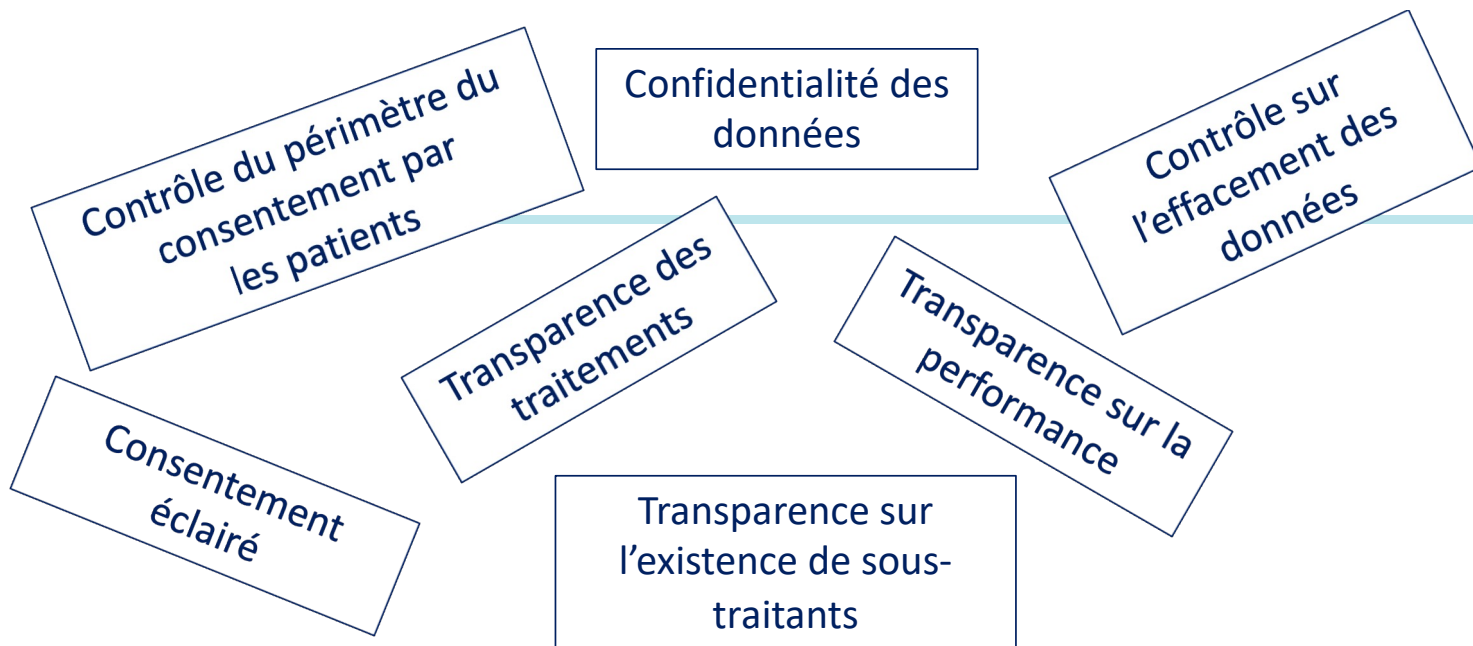 Contrôle du périmètre du
consentement par
les patients
Confidentialité des
données
Contrôle sur
l’effacement des
données
Transparence des
traitements
Transparence sur la
performance
Consentement
éclairé
Transparence sur
l’existence de sous-
traitants